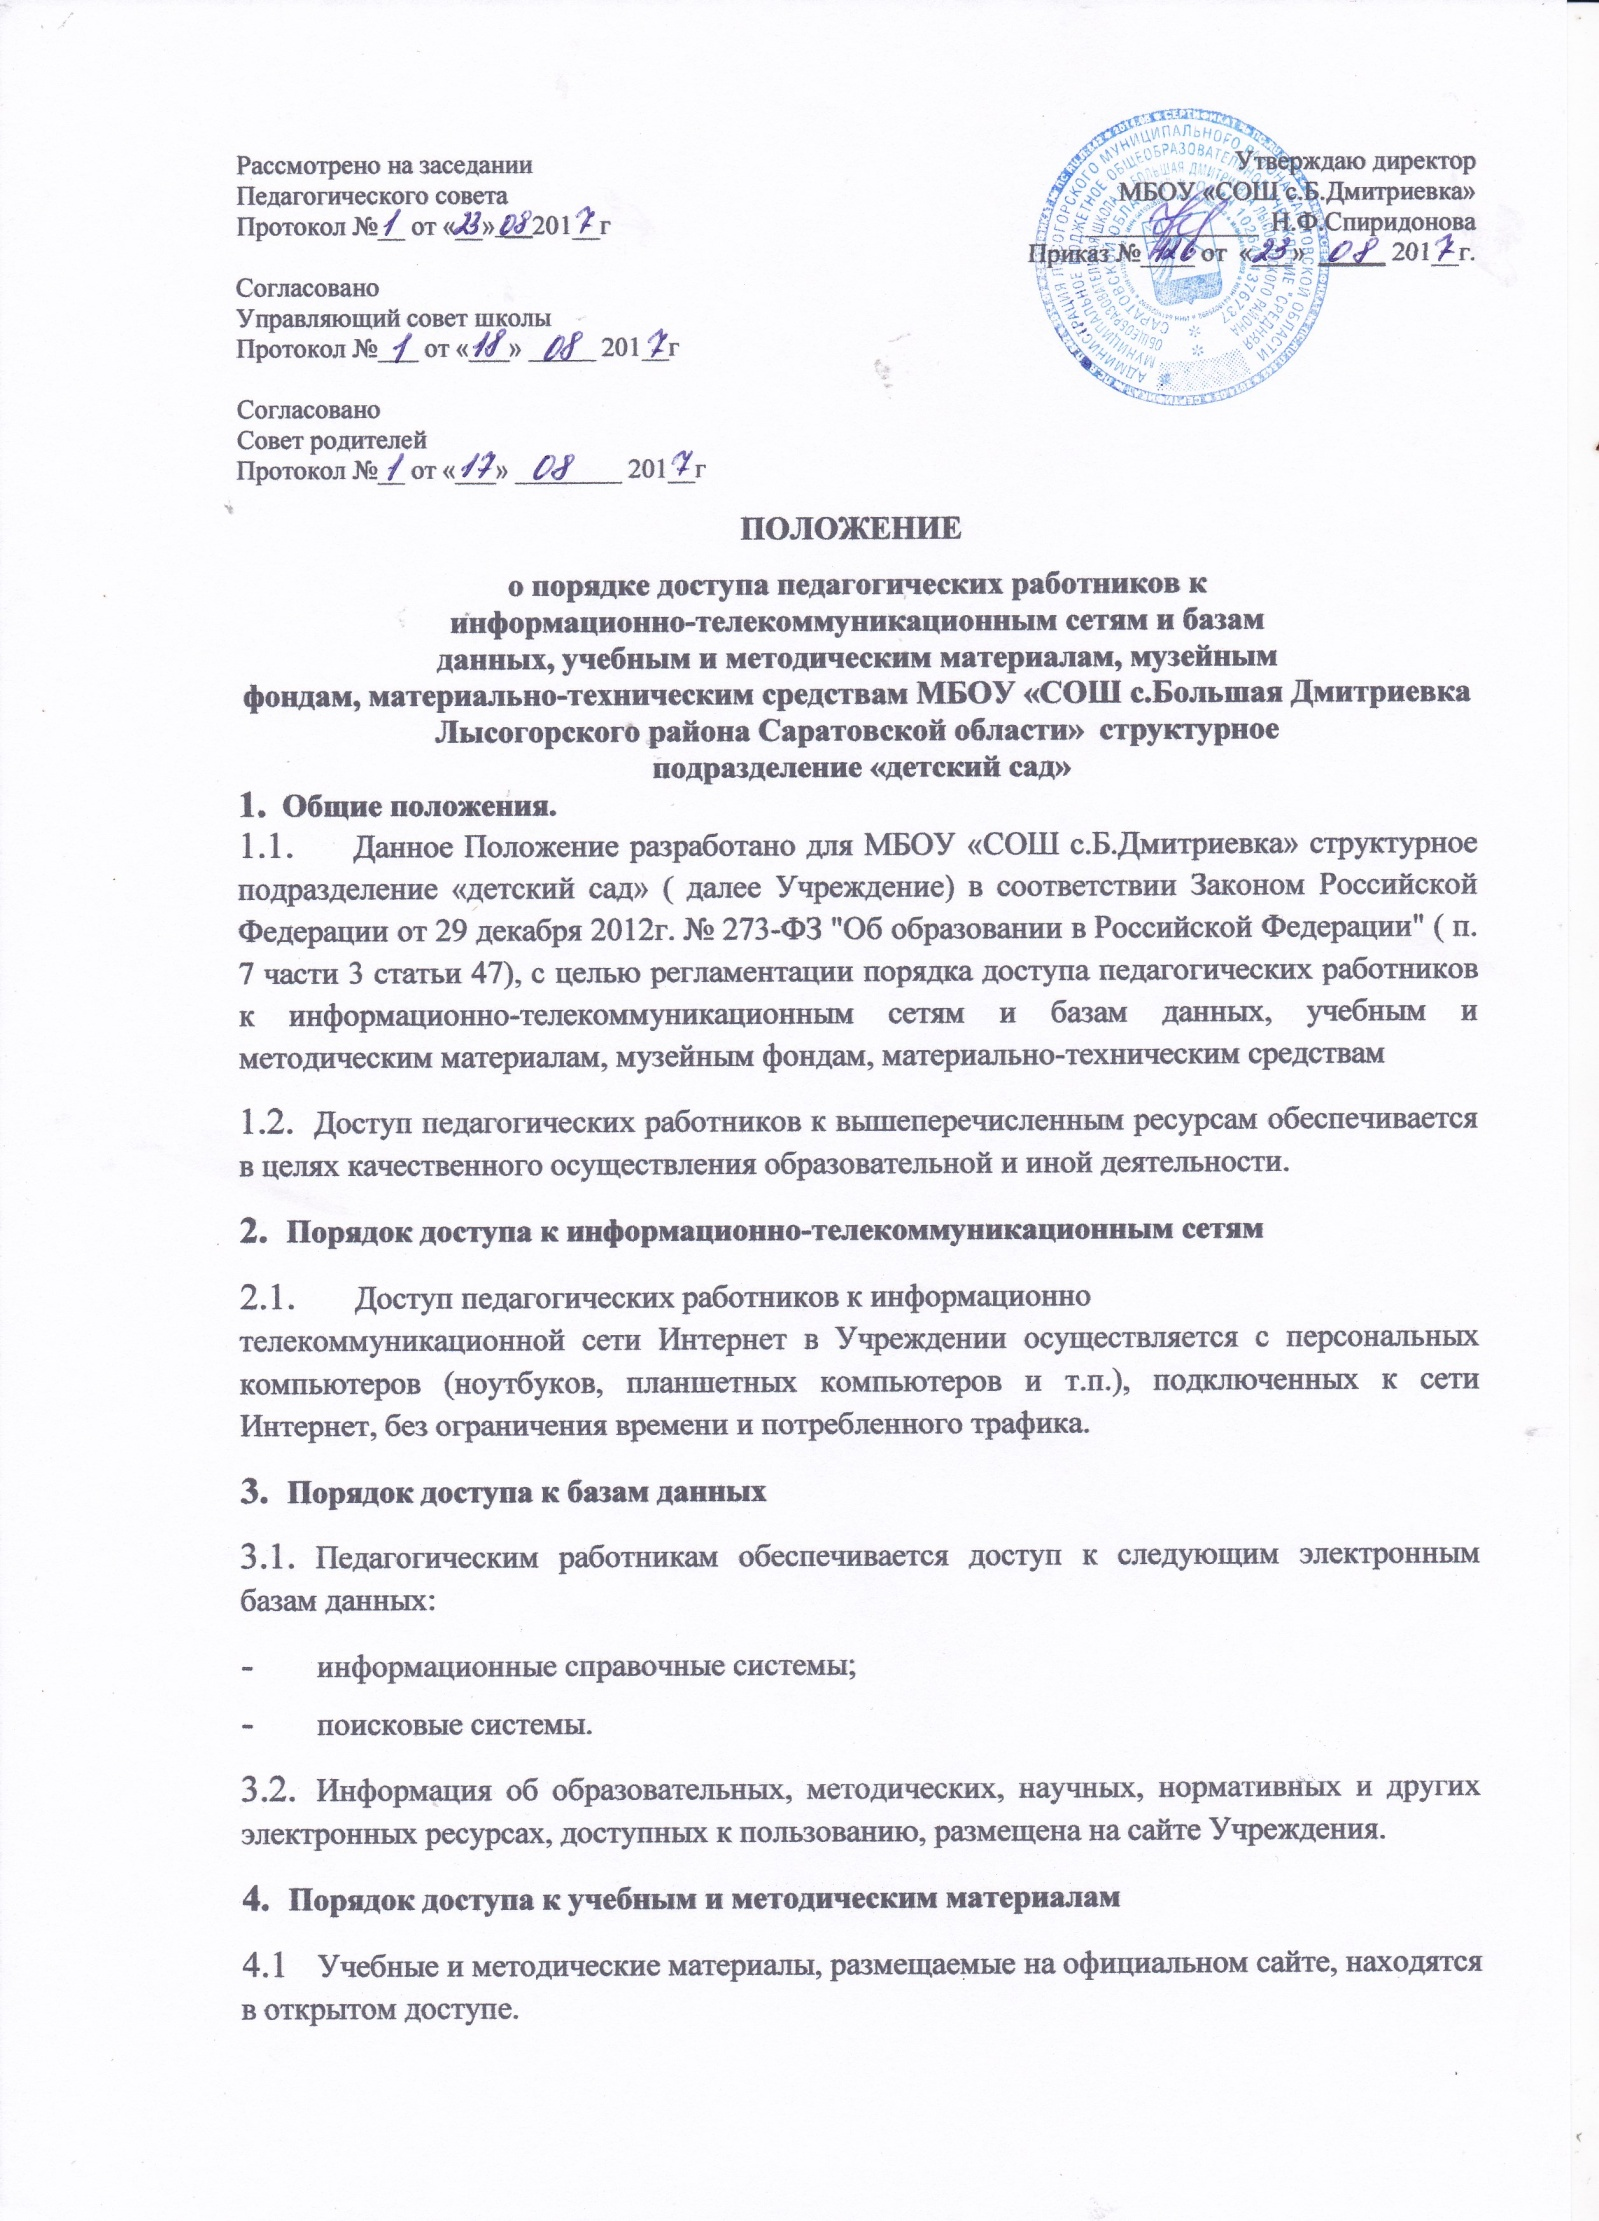 Рассмотрено на заседании
Педагогического совета
Протокол №1 от «23» 08 2017г
Утверждаю директор
МБОУ «СОШ с.Б.Дмитриевка»
Н.Ф.Спиридонова
Приказ № от «23» 08 2017г.
Согласовано
Управляющий совет школы
Протокол № 1 от «18» 08 2017г
Согласовано
Совет родителей
Протокол №1 от «17» 08 2017г
ПОЛОЖЕНИЕ
о порядке доступа педагогических работников к
информационно-телекоммуникационным сетям и базам
данных, учебным и методическим материалам, музейным
фондам, материально-техническим средствам МБОУ «СОШ с.Большая Дмитриевка
Лысогорского района Саратовской области» структурное
подразделение «детский сад»
1. Общие положения.
1.1. Данное Положение разработано для МБОУ «СОШ с.Б.Дмитриевка» структурное
подразделение «детский сад» ( далее Учреждение) в соответствии Законом Российской
Федерации от 29 декабря 2012г. № 273-ФЗ "Об образовании в Российской Федерации" ( п.
7 части 3 статьи 47), с целью регламентации порядка доступа педагогических работников
к информационно-телекоммуникационным сетям и базам данных, учебным и
методическим материалам, музейным фондам, материально-техническим средствам
1.2. Доступ педагогических работников к вышеперечисленным ресурсам обеспечивается
в целях качественного осуществления образовательной и иной деятельности.
2. Порядок доступа к информационно-телекоммуникационным сетям
2.1. Доступ педагогических работников к информационно
телекоммуникационной сети Интернет в Учреждении осуществляется с персональных
компьютеров (ноутбуков, планшетных компьютеров и т.п.), подключенных к сети
Интернет, без ограничения времени и потребленного трафика.
3. Порядок доступа к базам данных
3.1. Педагогическим работникам обеспечивается доступ к следующим электронным
базам данных:
- информационные справочные системы;
- поисковые системы.
3.2. Информация об образовательных, методических, научных, нормативных и других
электронных ресурсах, доступных к пользованию, размещена на сайте Учреждения.
4. Порядок доступа к учебным и методическим материалам
4.1 Учебные и методические материалы, размещаемые на официальном сайте, находятся
в открытом доступе.